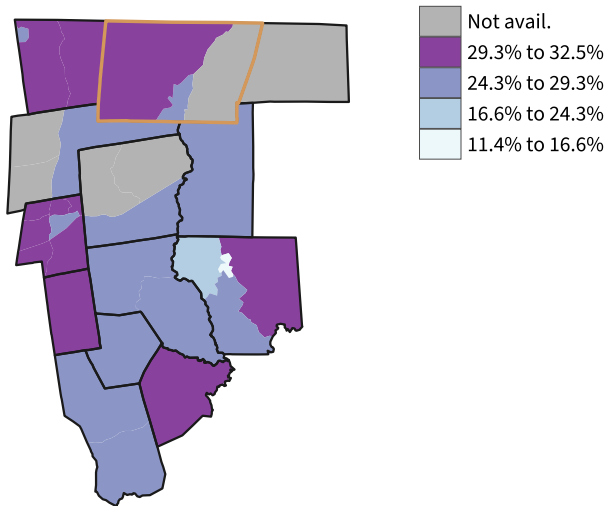 Not avail.
29.3% to 32.5%
24.3% to 29.3%
16.6% to 24.3%
11.4% to 16.6%